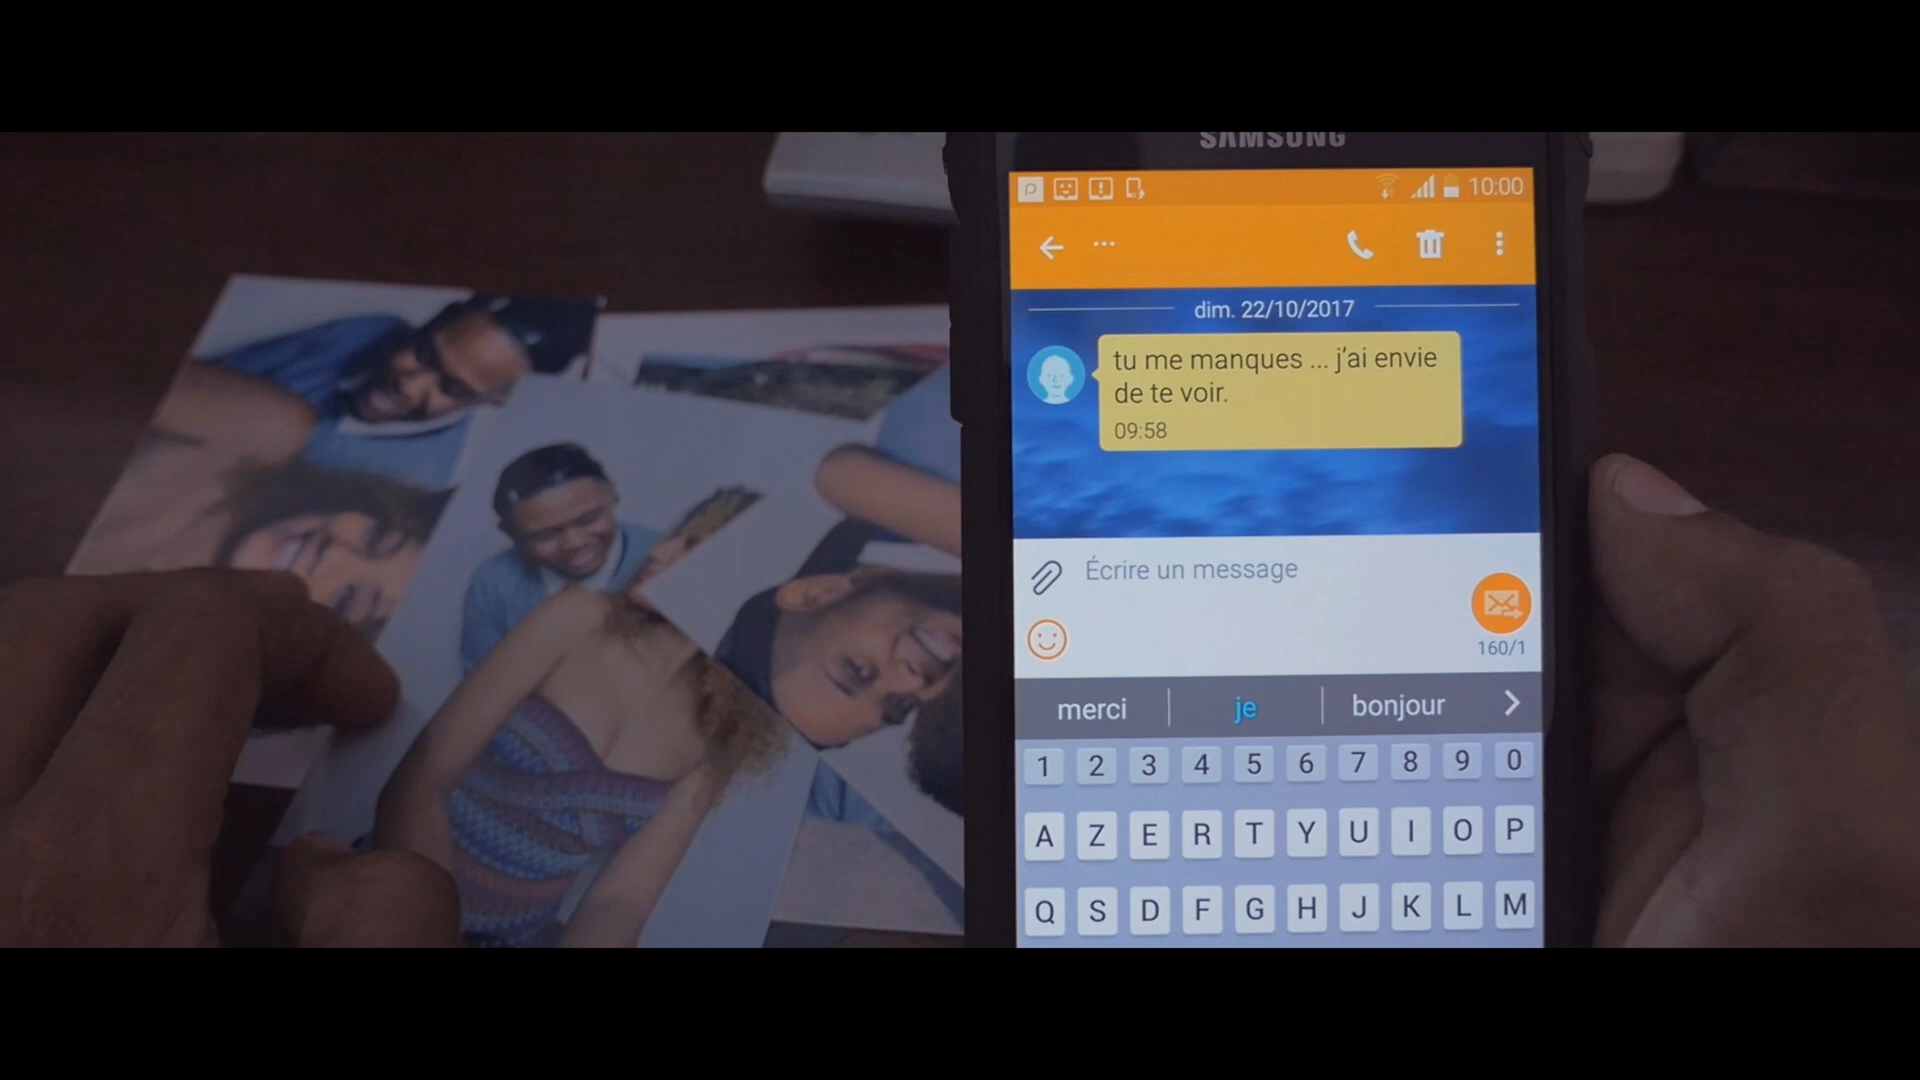 SAMSUNG
10:00
...
dim. 22/10/2017
tu me manques ... j'ai envie
de te voir.
09:58
Écrire un message
160/1
merci je bonjour
1 2 3 4 5 6 7 8 9 0
A Z E R T Y U I O P
Q S D F G H J K L M